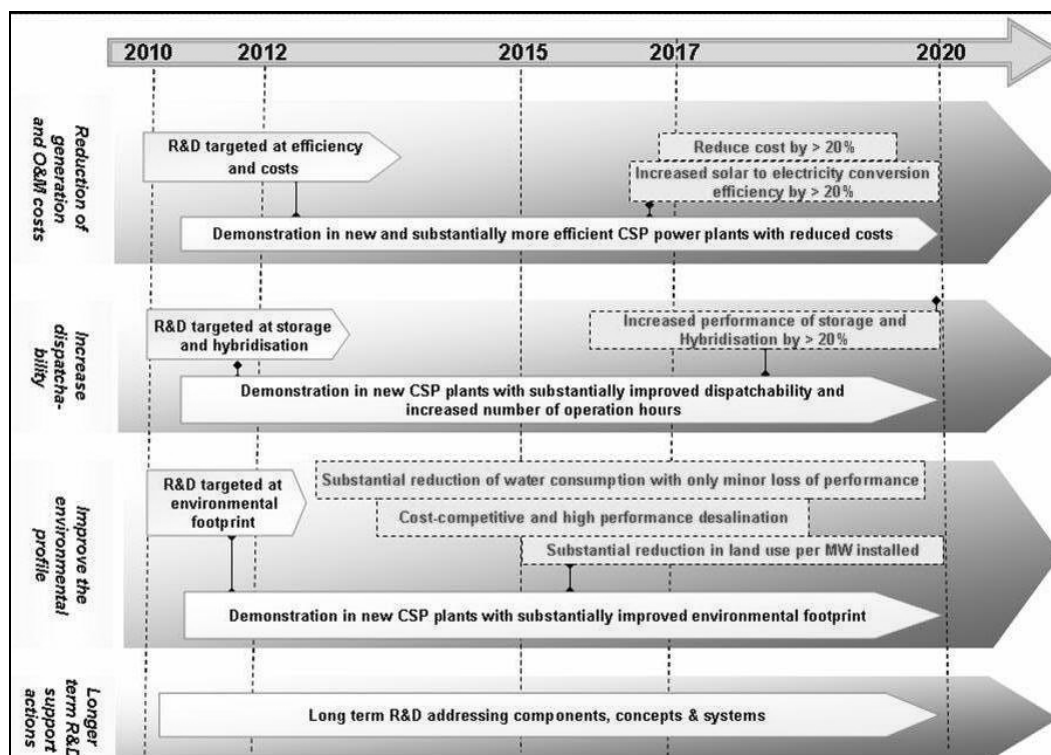 2010 2012 2015 2017 2020
Reduction of
generation
and O&M costs
R&D targeted at efficiency
and costs
Reduce cost by > 20%
Increased solar to electricity conversion
efficiency by > 20%
Demonstration in new and substantially more efficient CSP power plants with reduced costs
Increase
dispatcha-
bility
R&D targeted at storage
and hybridisation
Increased performance of storage and
Hybridisation by > 20%
Demonstration in new CSP plants with substantially improved dispatchability and
increased number of operation hours
Improve the
environmental
profile
R&D targeted at
environmental
footprint
Substantial reduction of water consumption with only minor loss of performance
Cost-competitive and high performance desalination
Substantial reduction in land use per MW installed
Demonstration in new CSP plants with substantially improved environmental footprint
Longer
term R&D
support
actions
Long term R&D addressing components, concepts & systems